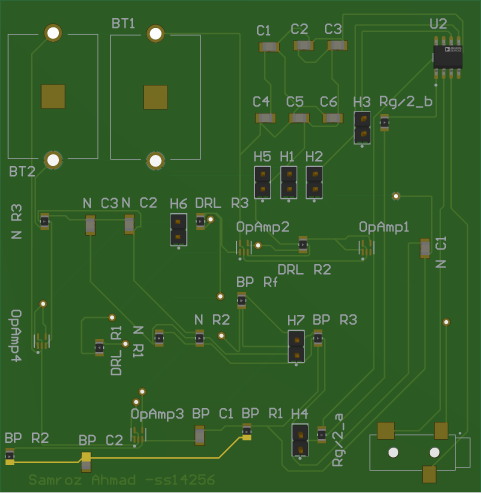 BT1
U2
C1 C2 C3
C4 C5 C6 H3 Rg/2_b
BT2
H5 H1 H2
R3 N
N C3 N C2 H6 DRL R3
OpAmp2 OpAmp1
N C1
DRL R2
BP Rf
OpAmp4
DRL R1
N R1
N R2
H7 BP R3
OpAmp3 BP C1 BP R1 H4
Rg/2_a
BP R2 BP C2
Samroz Ahmad -ss14256